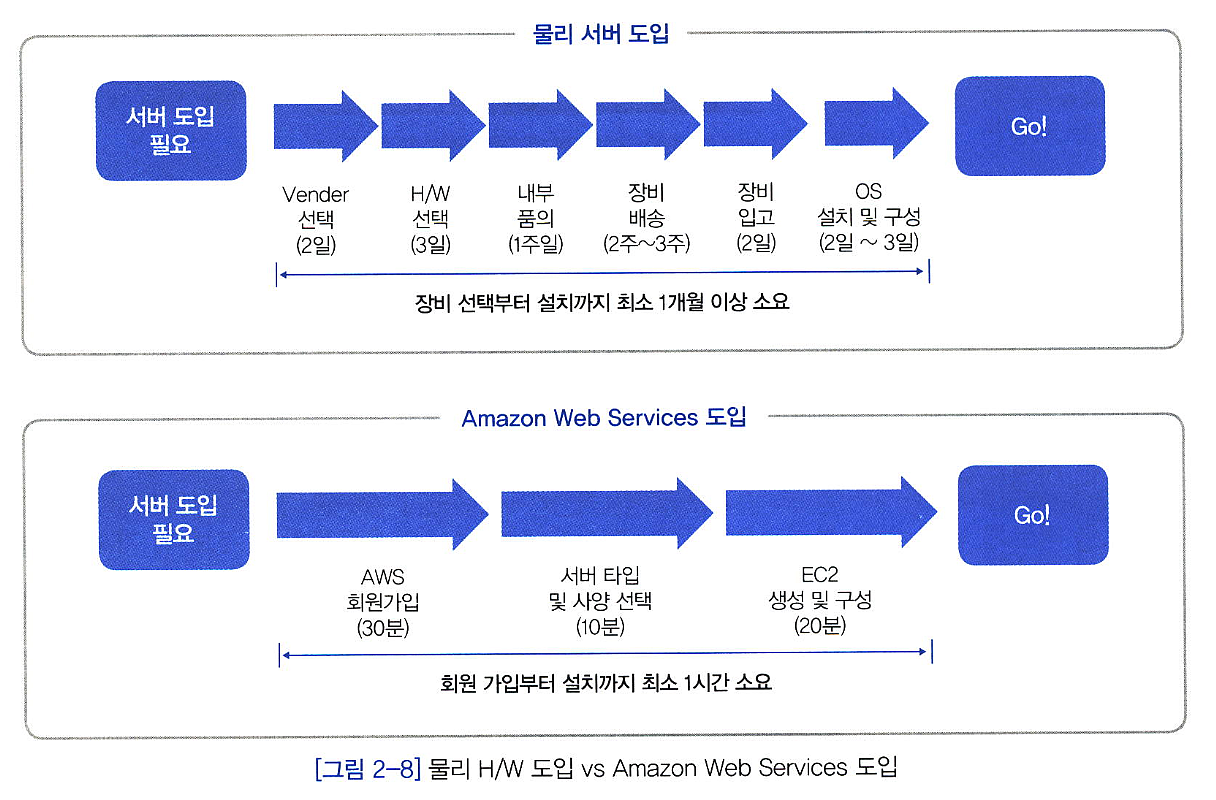 물리 서버 도입
서버 도입
필요
Vender
선택
(2일)
H/W
선택
(3일)
내부
품의
(1주일)
장비
배송
(2주~3주)
장비
입고
(2일)
OS
설치 및 구성
(2일 ~ 3일)
Go!
장비 선택부터 설치까지 최소 1개월 이상 소요
Amazon Web Services 도입
서버 도입
필요
AWS
회원가입
(30분)
서버 타입
및 사양 선택
(10분)
EC2
생성 및 구성
(20분)
Go!
회원 가입부터 설치까지 최소 1시간 소요
[그림 2-8] 물리 H/W 도입 vs Amazon Web Services 도입